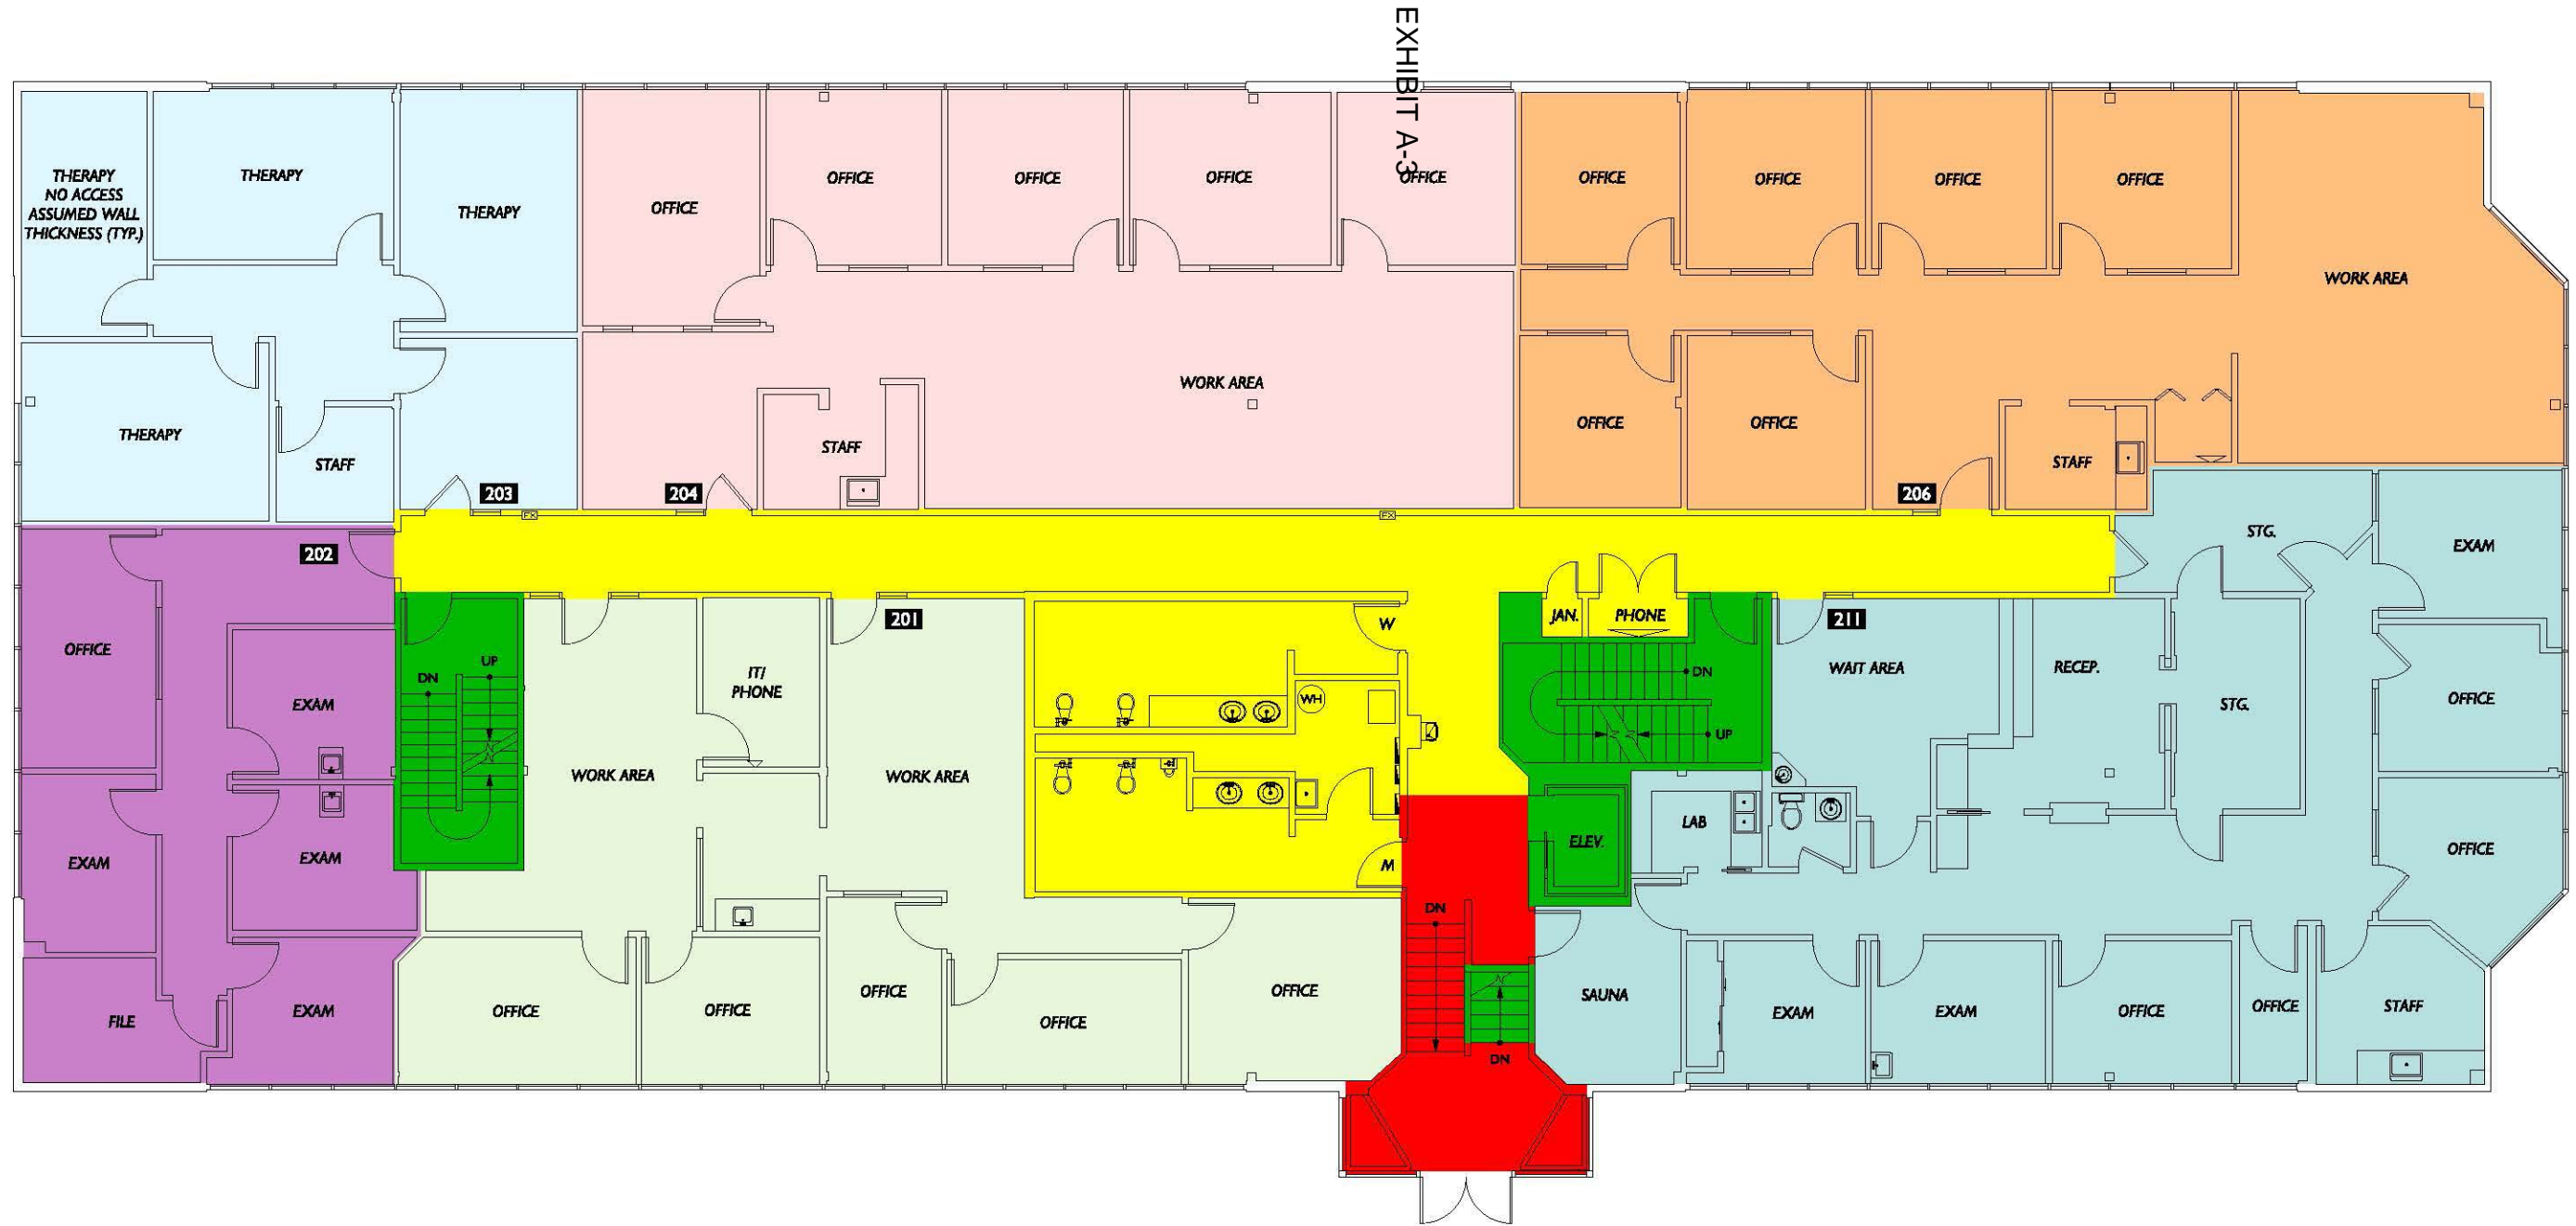 EXHIBIT A-3
THERAPY
NO ACCESS
ASSUMED WALL
THICKNESS (TYP.)
THERAPY
THERAPY
OFFICE
OFFICE
OFFICE
OFFICE
OFFICE
OFFICE
OFFICE
OFFICE
OFFICE
WORK AREA
THERAPY
STAFF
203
204
STAFF
WORK AREA
OFFICE
OFFICE
206
STAFF
FX
FX
202
OFFICE
EXAM
EXAM
EXAM
FILE
EXAM
DN
UP
WORK AREA
IT/
PHONE
201
WORK AREA
OFFICE
OFFICE
OFFICE
OFFICE
OFFICE
W
WH
M
JAN.
PHONE
DN
UP
ELEV.
DN
DN
211
WAIT AREA
RECEP.
STG.
STG.
EXAM
OFFICE
OFFICE
LAB
SAUNA
EXAM
EXAM
OFFICE
OFFICE
STAFF